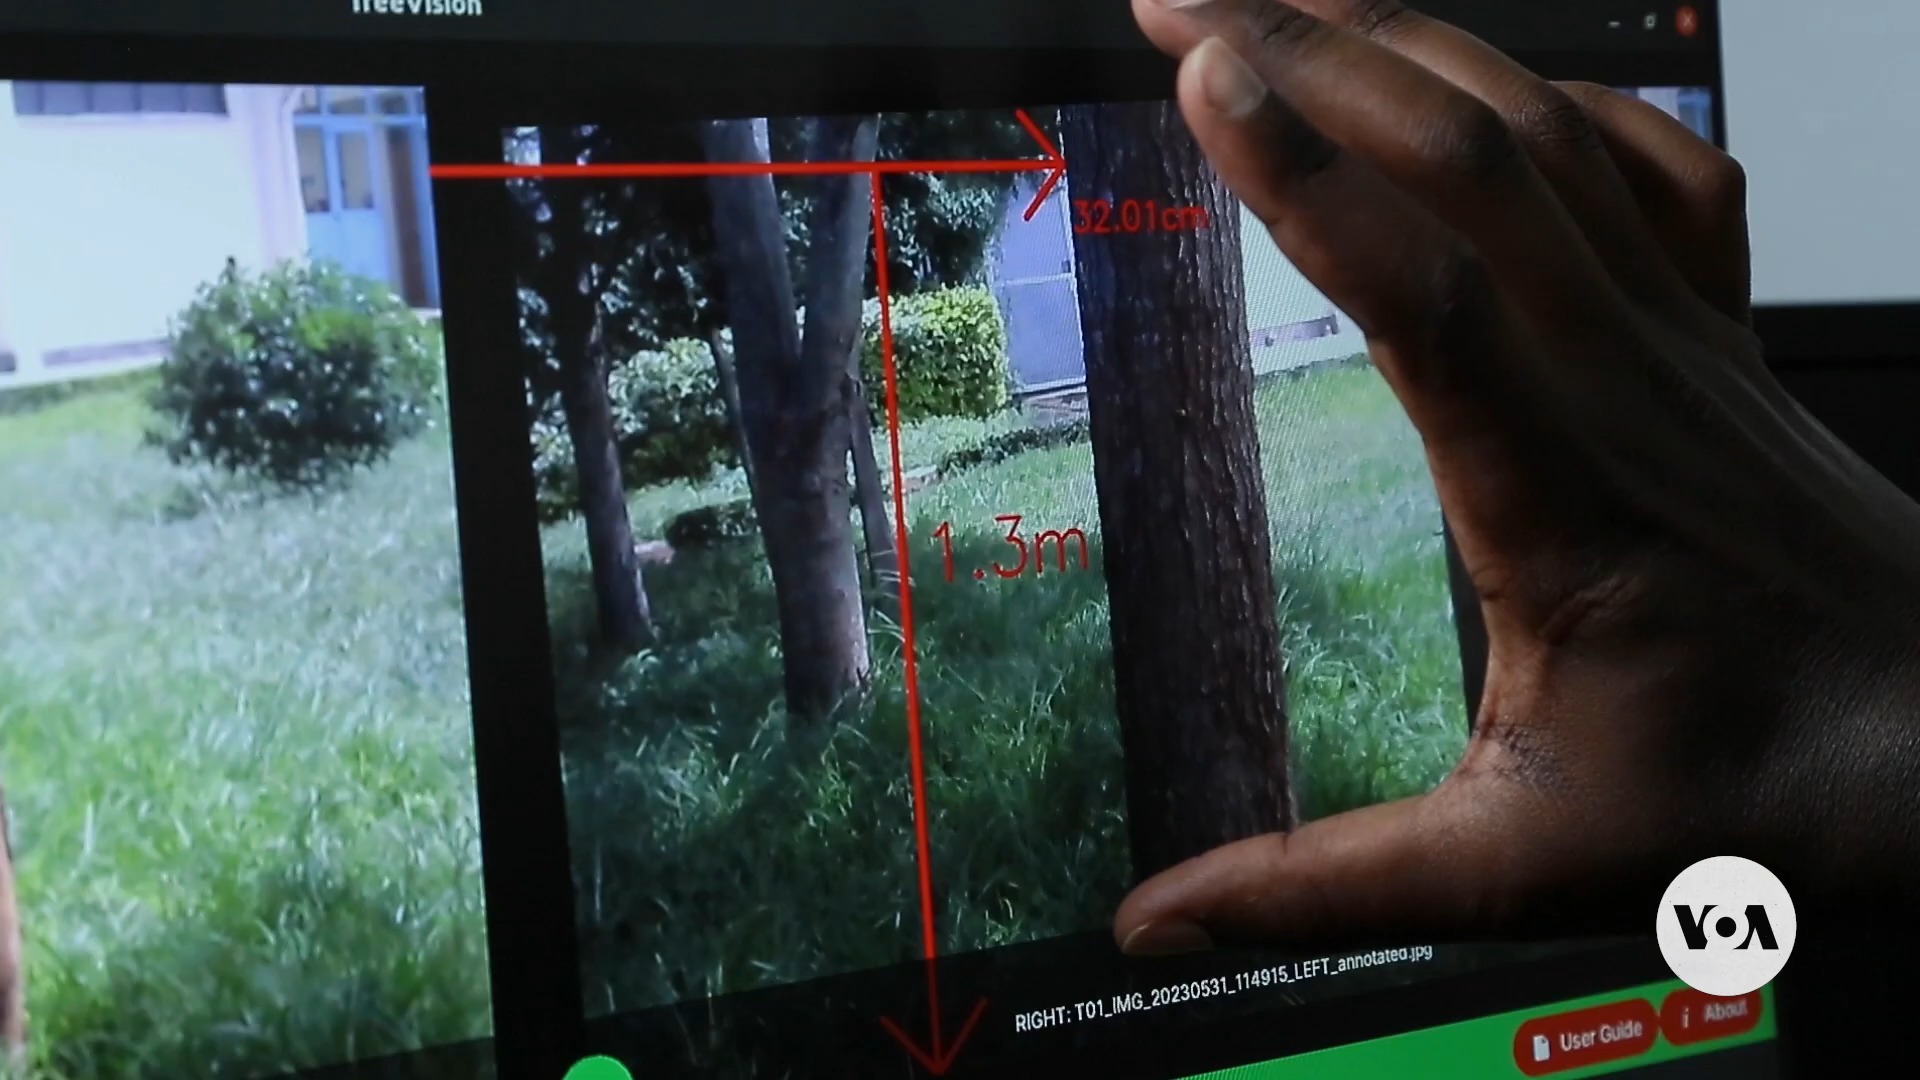 TreeVision
32.01cm
1.3m
RIGHT: T01_IMG_20230531_114915_LEFT_annotated.jpg
User Guide
i About
VOA